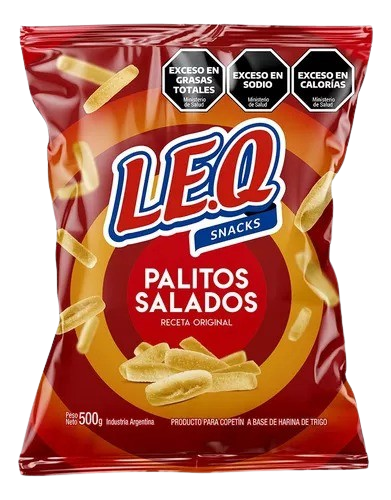 EXCESO EN
GRASAS
TOTALES
Ministerio
de Salud
EXCESO EN
SODIO
Ministerio
de Salud
EXCESO EN
CALORÍAS
Ministerio
de Salud
LE.Q
SNACKS
PALITOS
SALADOS
RECETA ORIGINAL
Peso
Neto 500g
Industria Argentina
PRODUCTO PARA COPETÍN A BASE DE HARINA DE TRIGO